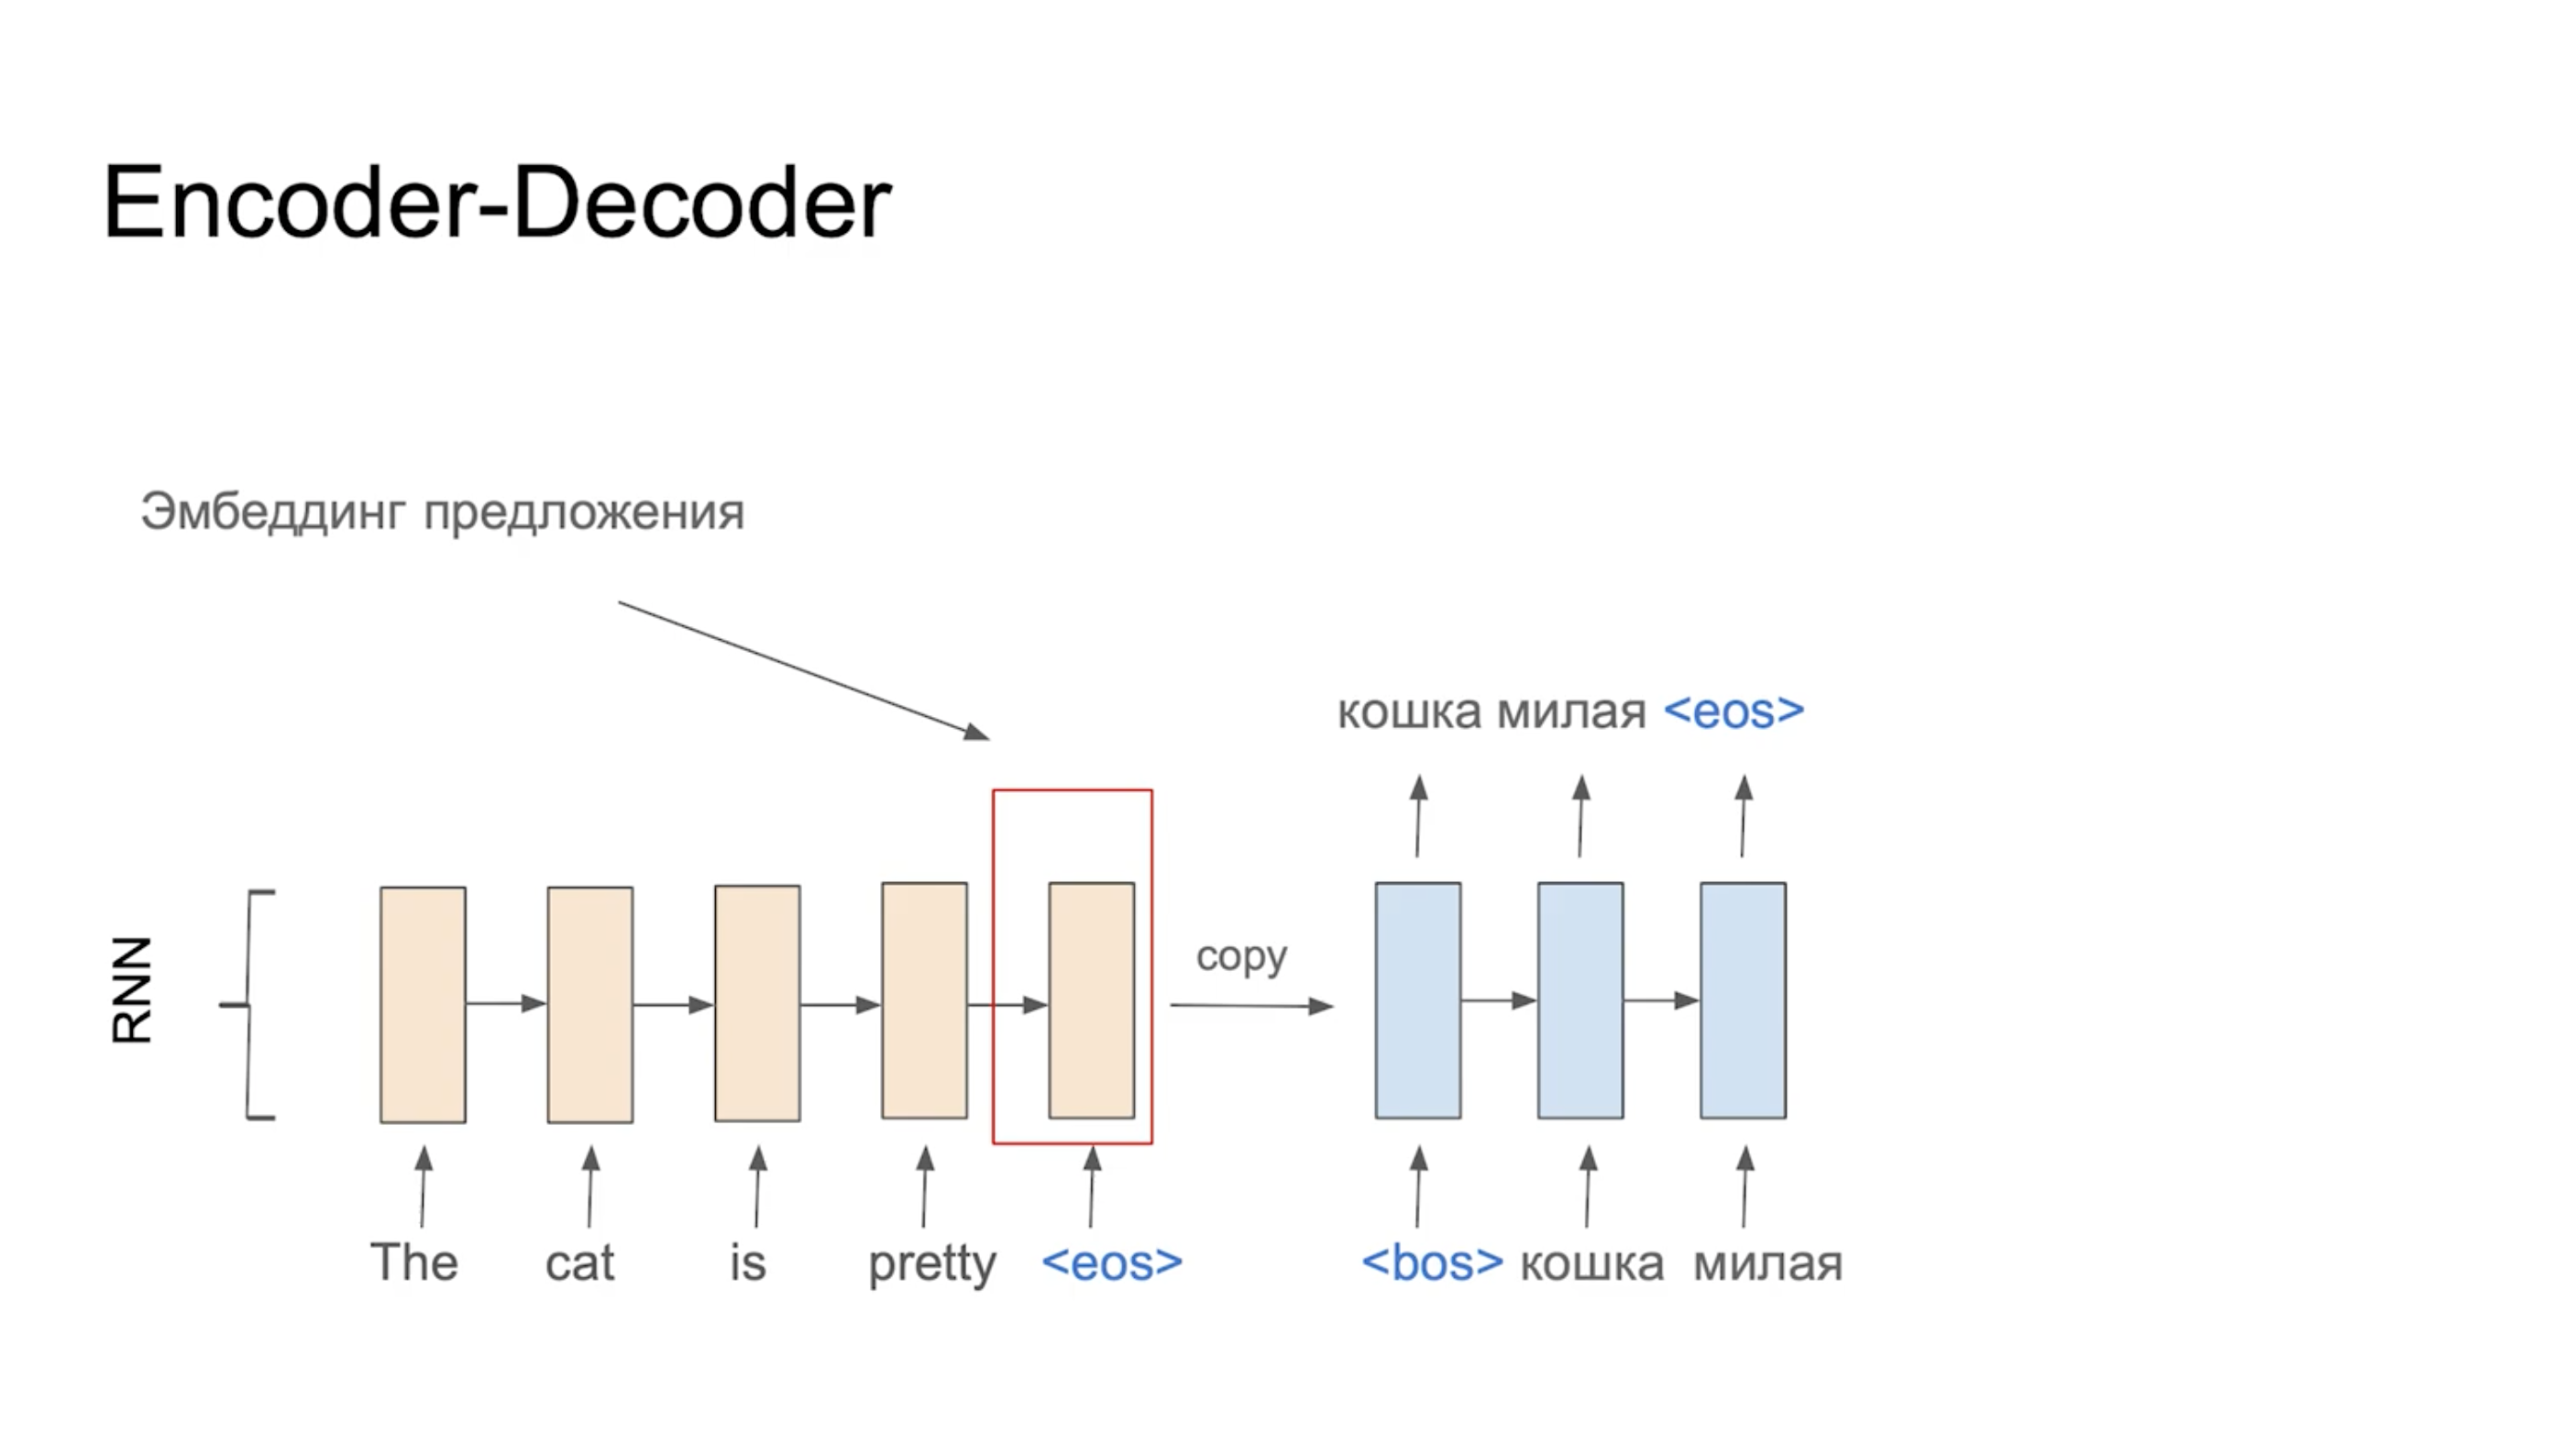 Encoder-Decoder
Эмбеддинг предложения
кошка милая <eos>
RNN
copy
The cat is pretty <eos> <bos> кошка милая